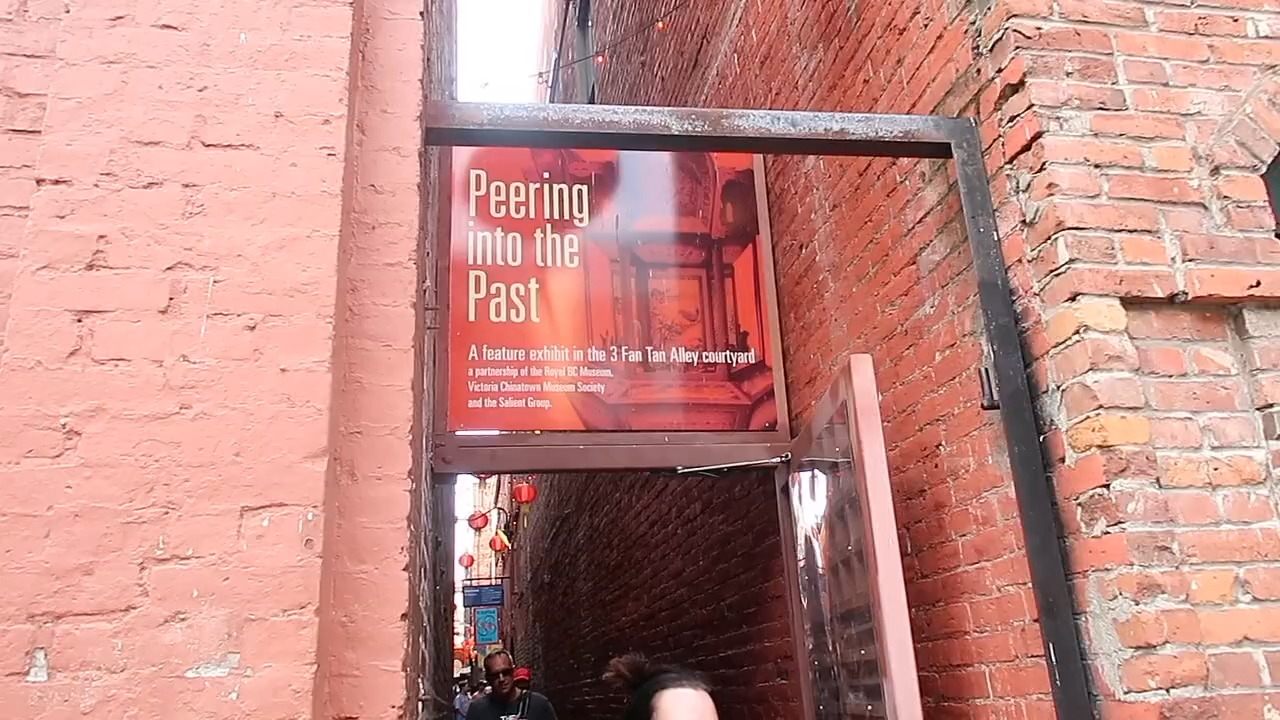 Peering
into the
Past
A feature exhibit in the 3 Fan Tan Alley courtyard
a partnership of the Royal BC Museum,
Victoria Chinatown Museum Society
and the Salient Group.